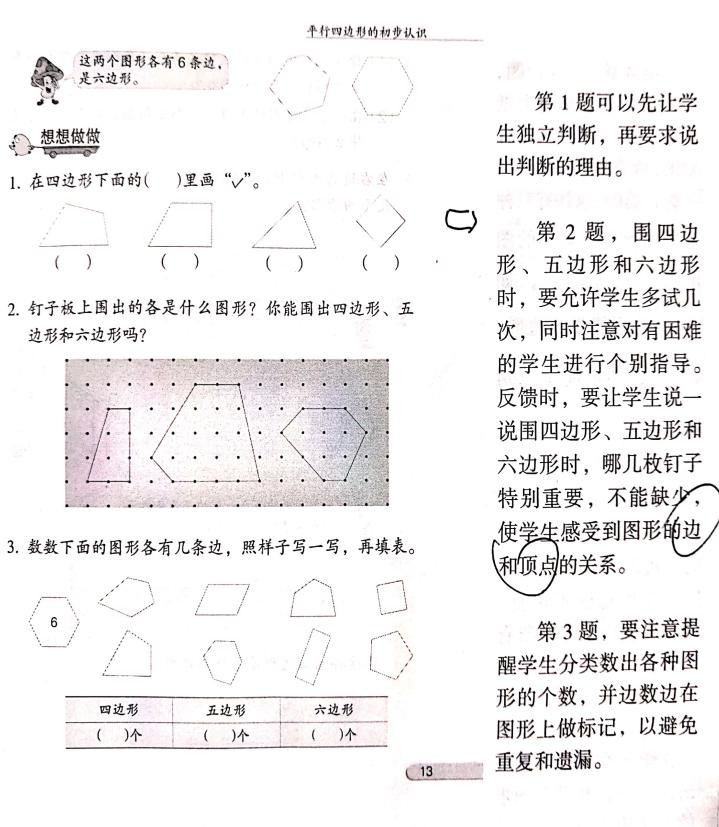 平行四边形的初步认识
这两个图形各有6条边，
是六边形。
想想做做
1. 在四边形下面的(　)里画“✓”。
(　) (　) (　) (　)
2. 钉子板上围出的各是什么图形？你能围出四边形、五
边形和六边形吗？
3. 数数下面的图形各有几条边，照样子写一写，再填表。
6
四边形 五边形 六边形
(　)个 (　)个 (　)个
13
第1题可以先让学
生独立判断，再要求说
出判断的理由。
第2题，围四边
形、五边形和六边形
时，要允许学生多试几
次，同时注意对有困难
的学生进行个别指导。
反馈时，要让学生说一
说围四边形、五边形和
六边形时，哪几枚钉子
特别重要，不能缺少，
使学生感受到图形的边
和顶点的关系。
第3题，要注意提
醒学生分类数出各种图
形的个数，并边数边在
图形上做标记，以避免
重复和遗漏。